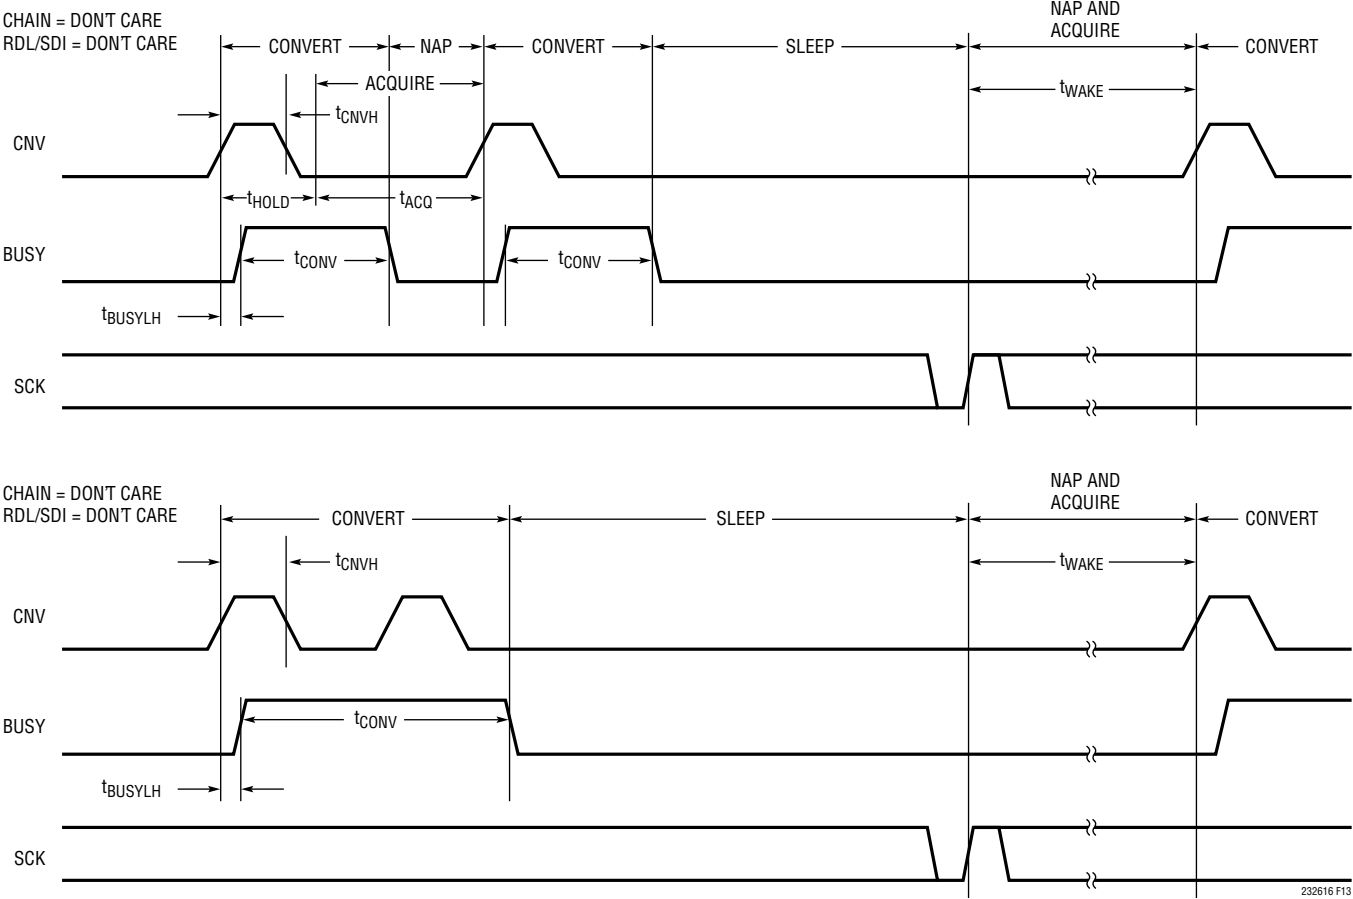 NAP AND
CHAIN = DON'T CARE
ACQUIRE
RDL/SDI = DON'T CARE
CONVERT
NAP
CONVERT
SLEEP
CONVERT
ACQUIRE
tWAKE
tCNVH
CNV
tHOLD
tACQ
BUSY
tCONV
tCONV
tBUSYLH
SCK
NAP AND
CHAIN = DON'T CARE
ACQUIRE
RDL/SDI = DON'T CARE
CONVERT
SLEEP
CONVERT
tCNVH
tWAKE
CNV
BUSY
tCONV
tBUSYLH
SCK
232616 F13